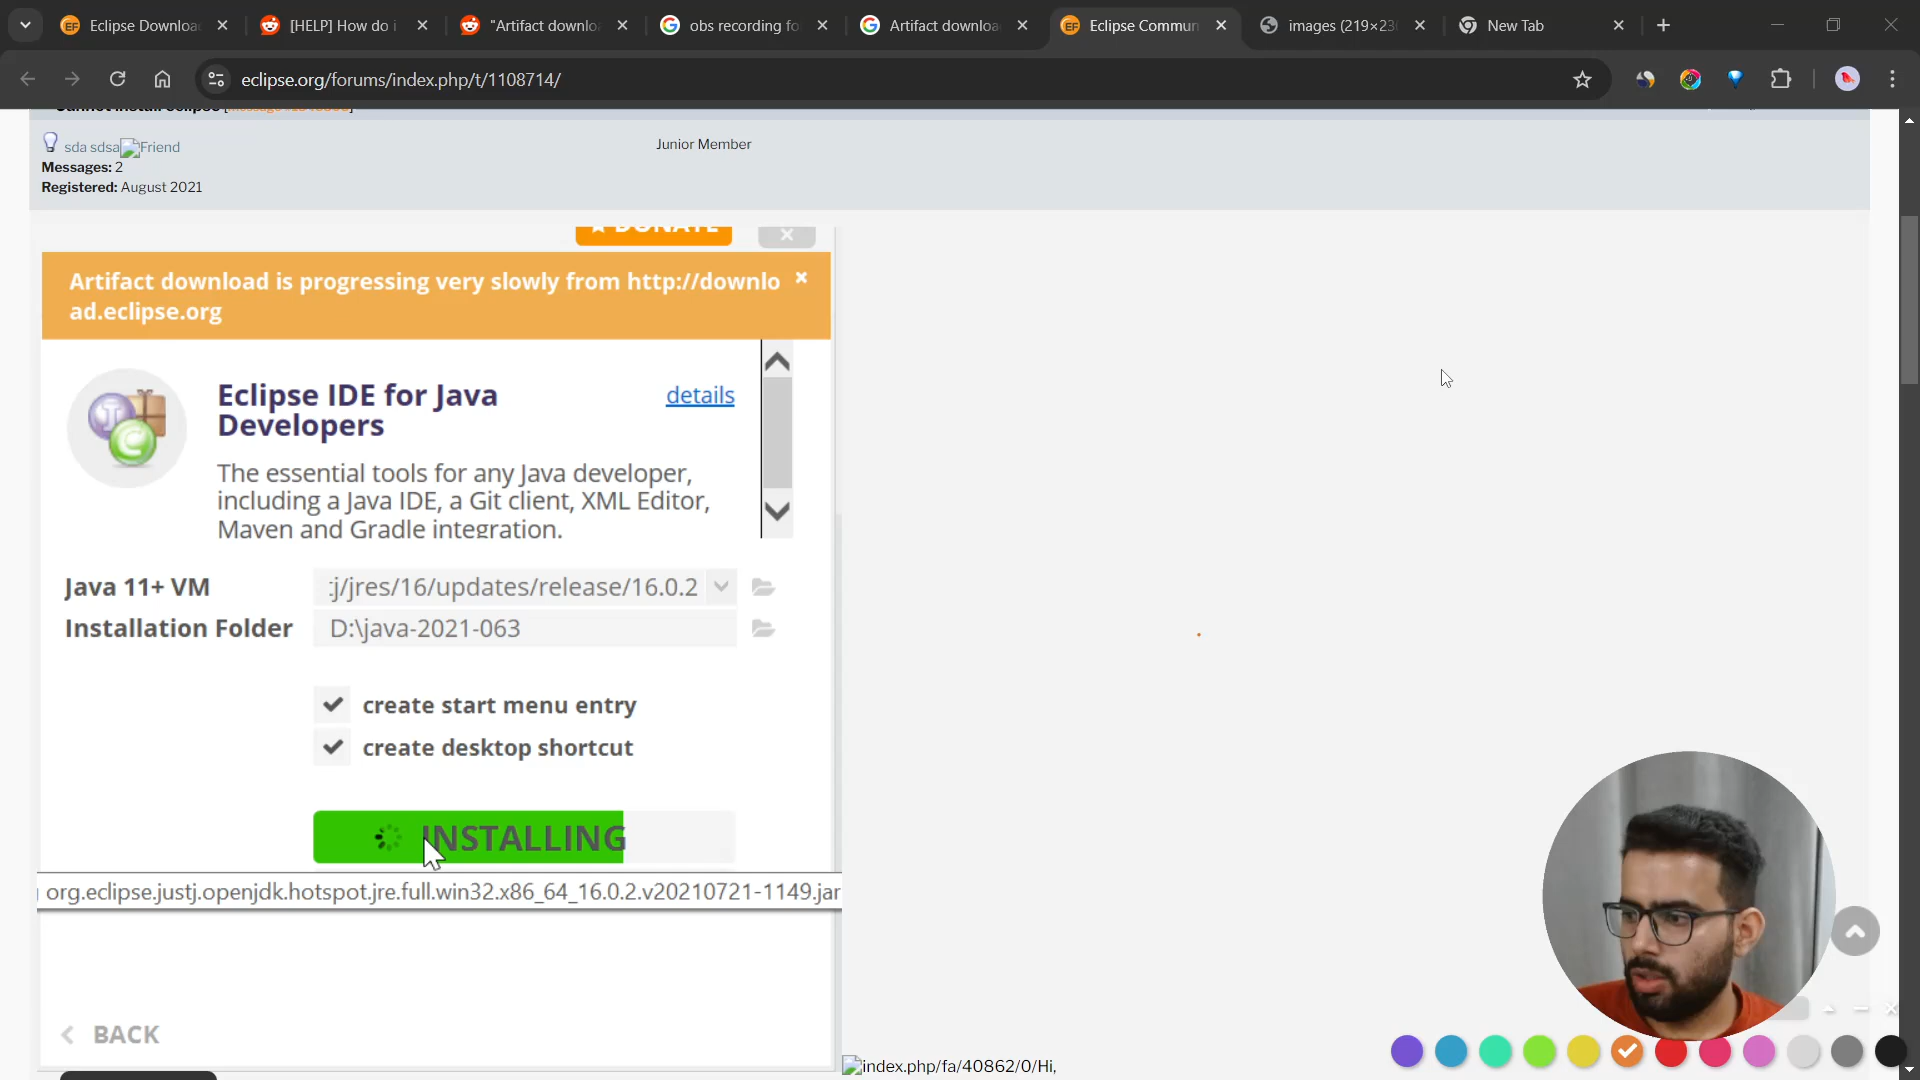 Eclipse Downloa
[HELP] How do i
"Artifact downlo
obs recording fo
Artifact downloa
Eclipse Commun
images (219×23
New Tab
eclipse.org/forums/index.php/t/1108714/
sda sdsa Friend
Junior Member
Messages: 2
Registered: August 2021
DONATE
Artifact download is progressing very slowly from http://downlo
ad.eclipse.org
Eclipse IDE for Java
Developers
details
The essential tools for any Java developer,
including a Java IDE, a Git client, XML Editor,
Maven and Gradle integration.
Java 11+ VM
:j/jres/16/updates/release/16.0.2
Installation Folder
D:\java-2021-063
create start menu entry
create desktop shortcut
INSTALLING
org.eclipse.justj.openjdk.hotspot.jre.full.win32.x86_64_16.0.2.v20210721-1149.jar
BACK
index.php/fa/40862/0/Hi,